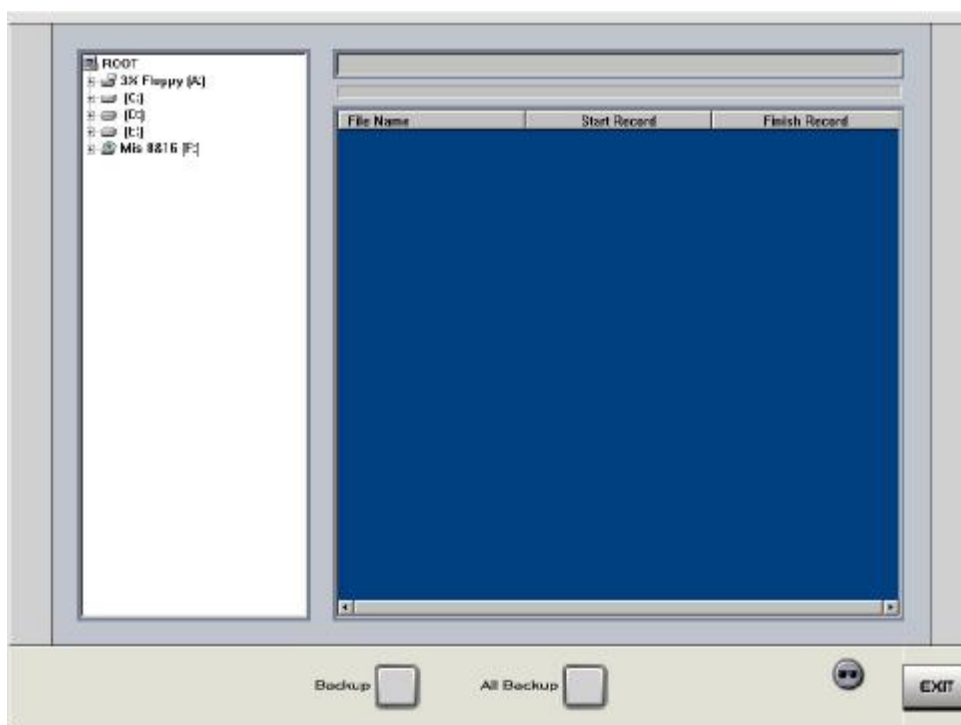 ROOT
3½ Floppy (A:)
(C:)
(D:)
(E:)
Mis 8&16 (F:)
File Name Start Record Finish Record
Backup All Backup EXIT